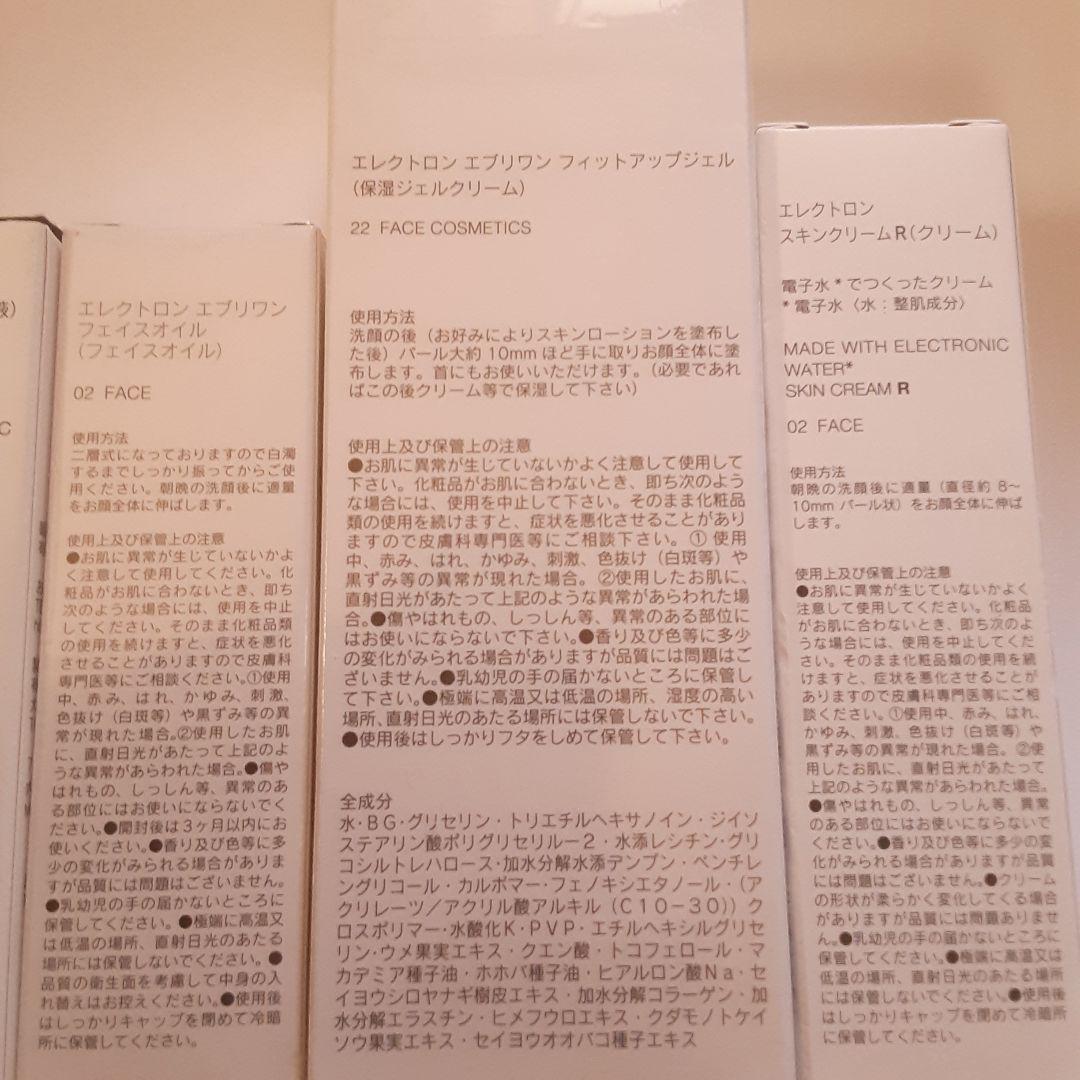 液)
C
エレクトロン エブリワン
フェイスオイル
(フェイスオイル)
02 FACE
使用方法
二層式になっておりますので白濁
するまでしっかり振ってからご使
用ください。朝晩の洗顔後に適量
をお顔全体に伸ばします。
使用上及び保管上の注意
●お肌に異常が生じていないかよ
く注意して使用してください。化
粧品がお肌に合わないとき、即ち
次のような場合には、使用を中止
してください。そのまま化粧品類
の使用を続けますと、症状を悪化
させることがありますので皮膚科
専門医等にご相談ください。①使用
中、赤み、はれ、かゆみ、刺激、
色抜け（白斑等）や黒ずみ等の異
常が現れた場合。②使用したお肌
に、直射日光があたって上記のよ
うな異常があらわれた場合。●傷や
はれもの、しっしん等、異常のあ
る部位にはお使いにならないでく
ださい。●開封後は3ヶ月以内にお
使いください。●香り及び色等に多
少の変化がみられる場合がありま
すが品質には問題はございません。
●乳幼児の手の届かないところに
保管してください。●極端に高温又
は低温の場所、直射日光のあたる
場所には保管しないでください。●
品質の衛生面を考慮して中身の入
れ替えはお控えください。●使用後
はしっかりキャップを閉めて冷暗
所に保管してください。
エレクトロン エブリワン フィットアップジェル
(保湿ジェルクリーム)
22 FACE COSMETICS
使用方法
洗顔の後（お好みによりスキンローションを塗布し
た後）パール大約 10mm ほど手に取りお顔全体に塗
布します。首にもお使いいただけます。（必要であれ
ばこの後クリーム等で保湿して下さい）
使用上及び保管上の注意
●お肌に異常が生じていないかよく注意して使用して
下さい。化粧品がお肌に合わないとき、即ち次のよう
な場合には、使用を中止して下さい。そのまま化粧品
類の使用を続けますと、症状を悪化させることがあり
ますので皮膚科専門医等にご相談下さい。① 使用
中、赤み、はれ、かゆみ、刺激、色抜け（白斑等）や
黒ずみ等の異常が現れた場合。②使用したお肌に、
直射日光があたって上記のような異常があらわれた場
合。●傷やはれもの、しっしん等、異常のある部位に
はお使いにならないで下さい。●香り及び色等に多少
の変化がみられる場合がありますが品質には問題はご
ざいません。●乳幼児の手の届かないところに保管し
て下さい。●極端に高温又は低温の場所、湿度の高い
場所、直射日光のあたる場所には保管しないで下さい。
●使用後はしっかりフタをしめて保管して下さい。
全成分
水・BG・グリセリン・トリエチルヘキサノイン・ジイソ
ステアリン酸ポリグリセリル－2・水添レシチン・グリ
コシルトレハロース・加水分解水添デンプン・ペンチレ
ングリコール・カルボマー・フェノキシエタノール・（ア
クリレーツ／アクリル酸アルキル（C10－30））ク
ロスポリマー・水酸化K・PVP・エチルヘキシルグリセ
リン・ウメ果実エキス・クエン酸・トコフェロール・マ
カデミア種子油・ホホバ種子油・ヒアルロン酸Na・セ
イヨウシロヤナギ樹皮エキス・加水分解コラーゲン・加
水分解エラスチン・ヒメフウロエキス・クダモノトケイ
ソウ果実エキス・セイヨウオオバコ種子エキス
エレクトロン
スキンクリームR(クリーム)
電子水*でつくったクリーム
*電子水〈水：整肌成分〉
MADE WITH ELECTRONIC
WATER*
SKIN CREAM R
02 FACE
使用方法
朝晩の洗顔後に適量（直径約 8～
10mm パール状）をお顔全体に伸ば
します。
使用上及び保管上の注意
●お肌に異常が生じていないかよく
注意して使用してください。化粧品
がお肌に合わないとき、即ち次のよ
うな場合には、使用を中止してくだ
さい。そのまま化粧品類の使用を続
けますと、症状を悪化させることが
ありますので皮膚科専門医等にご相
談ください。①使用中、赤み、はれ、
かゆみ、刺激、色抜け（白斑等）や
黒ずみ等の異常が現れた場合。②使
用したお肌に、直射日光があたって
上記のような異常があらわれた場合。
●傷やはれもの、しっしん等、異常
のある部位にはお使いにならないで
ください。●香り及び色等に多少の変
化がみられる場合がありますが品質
には問題はございません。●クリーム
の形状が柔らかく変化してくる場合
がありますが品質には問題ありませ
ん。●乳幼児の手の届かないところに
保管してください。●極端に高温又は
低温の場所、直射日光のあたる場所
には保管しないでください。●使用後
はしっかりキャップを閉めて冷暗所
に保管してください。